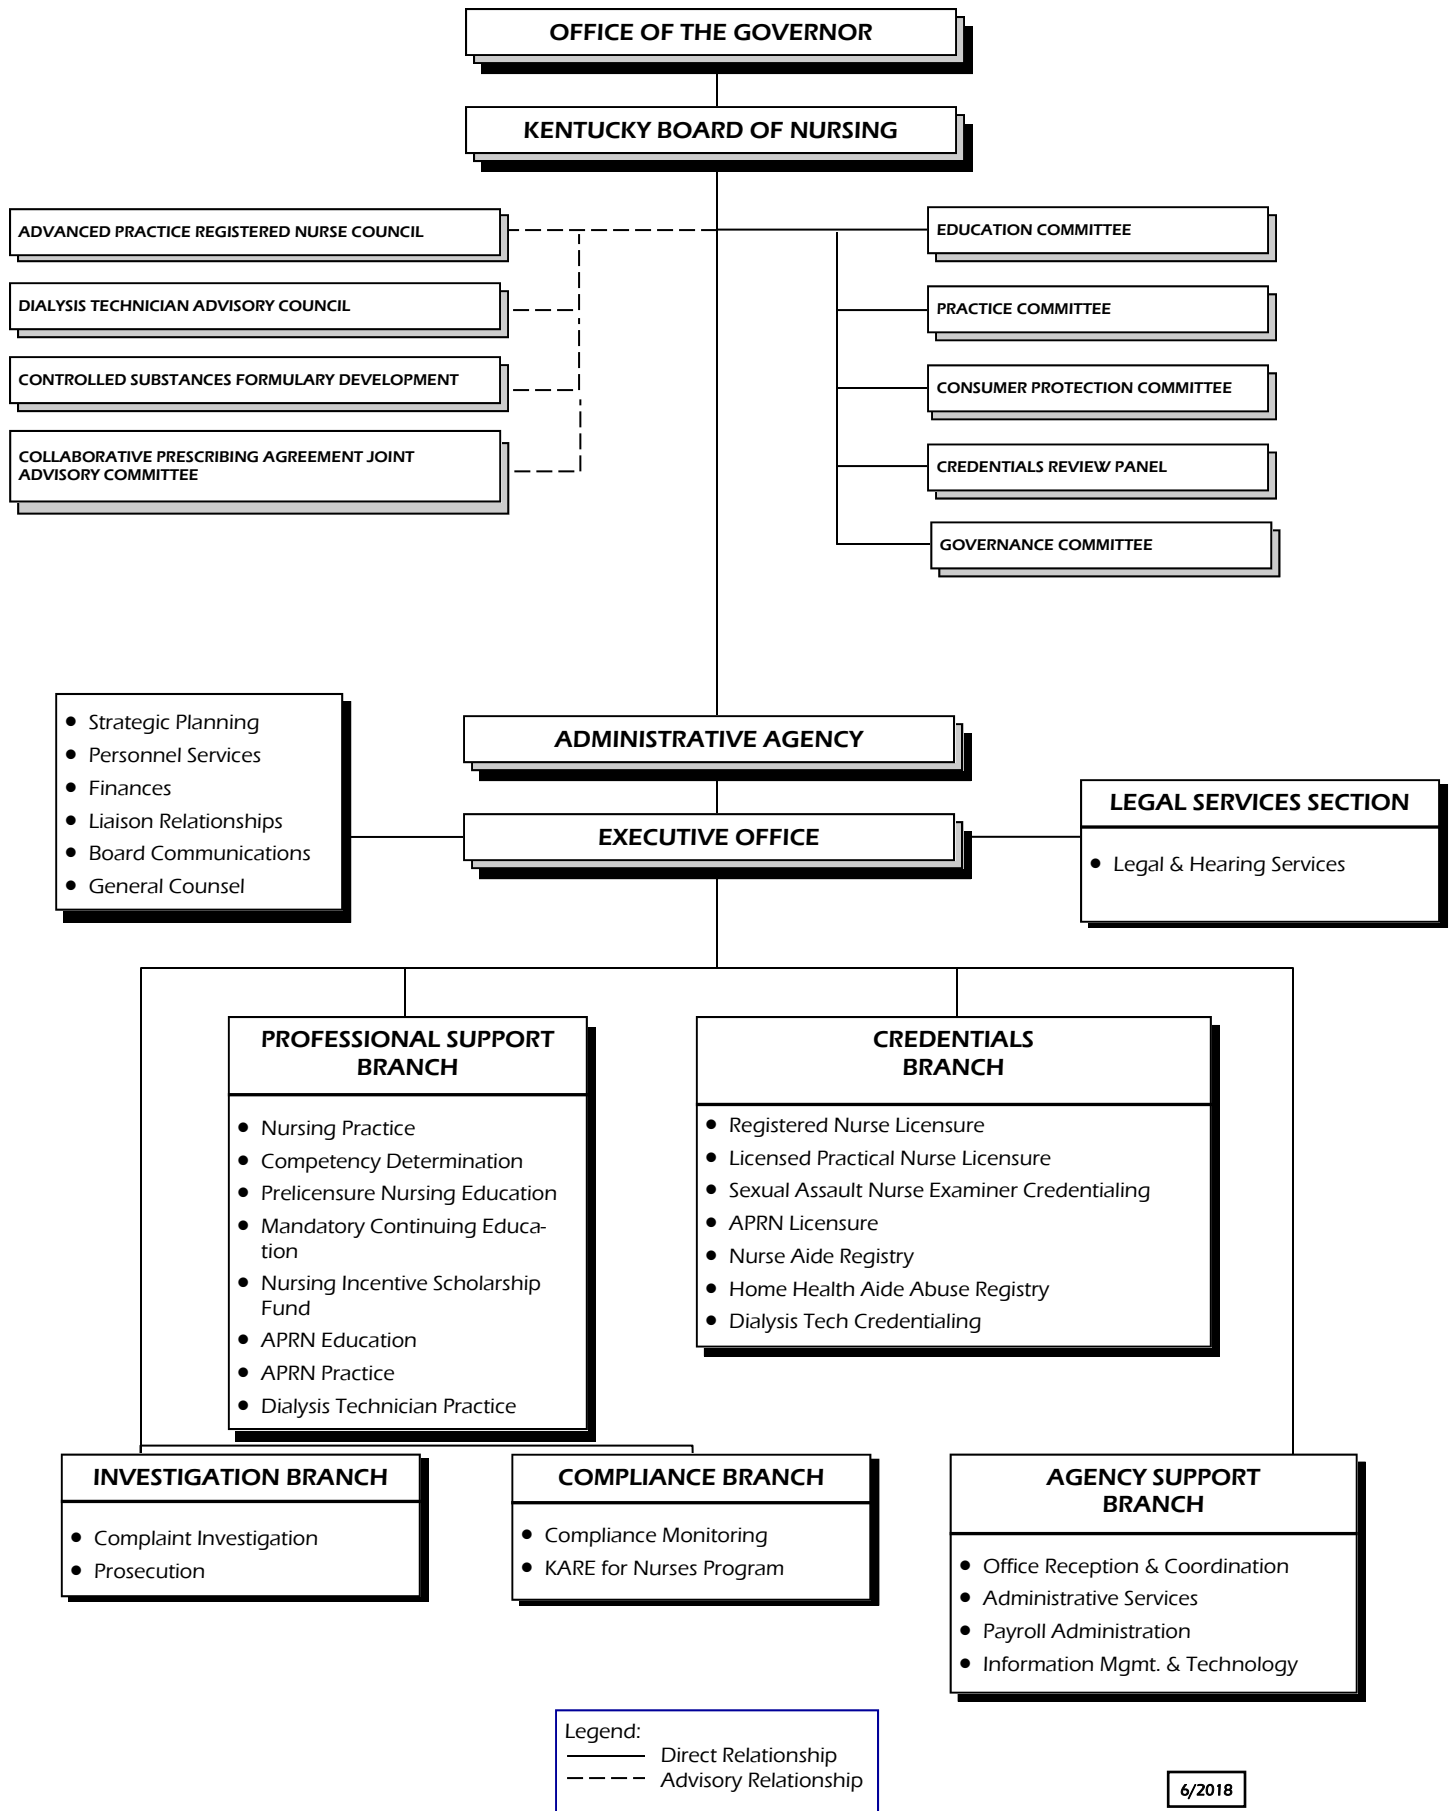 OFFICE OF THE GOVERNOR
KENTUCKY BOARD OF NURSING
ADVANCED PRACTICE REGISTERED NURSE COUNCIL
DIALYSIS TECHNICIAN ADVISORY COUNCIL
CONTROLLED SUBSTANCES FORMULARY DEVELOPMENT
COLLABORATIVE PRESCRIBING AGREEMENT JOINT
ADVISORY COMMITTEE
EDUCATION COMMITTEE
PRACTICE COMMITTEE
CONSUMER PROTECTION COMMITTEE
CREDENTIALS REVIEW PANEL
GOVERNANCE COMMITTEE
• Strategic Planning
• Personnel Services
• Finances
• Liaison Relationships
• Board Communications
• General Counsel
ADMINISTRATIVE AGENCY
EXECUTIVE OFFICE
LEGAL SERVICES SECTION
• Legal & Hearing Services
PROFESSIONAL SUPPORT
BRANCH
• Nursing Practice
• Competency Determination
• Prelicensure Nursing Education
• Mandatory Continuing Educa-
tion
• Nursing Incentive Scholarship
Fund
• APRN Education
• APRN Practice
• Dialysis Technician Practice
CREDENTIALS
BRANCH
• Registered Nurse Licensure
• Licensed Practical Nurse Licensure
• Sexual Assault Nurse Examiner Credentialing
• APRN Licensure
• Nurse Aide Registry
• Home Health Aide Abuse Registry
• Dialysis Tech Credentialing
INVESTIGATION BRANCH
• Complaint Investigation
• Prosecution
COMPLIANCE BRANCH
• Compliance Monitoring
• KARE for Nurses Program
AGENCY SUPPORT
BRANCH
• Office Reception & Coordination
• Administrative Services
• Payroll Administration
• Information Mgmt. & Technology
Legend:
Direct Relationship
Advisory Relationship
6/2018